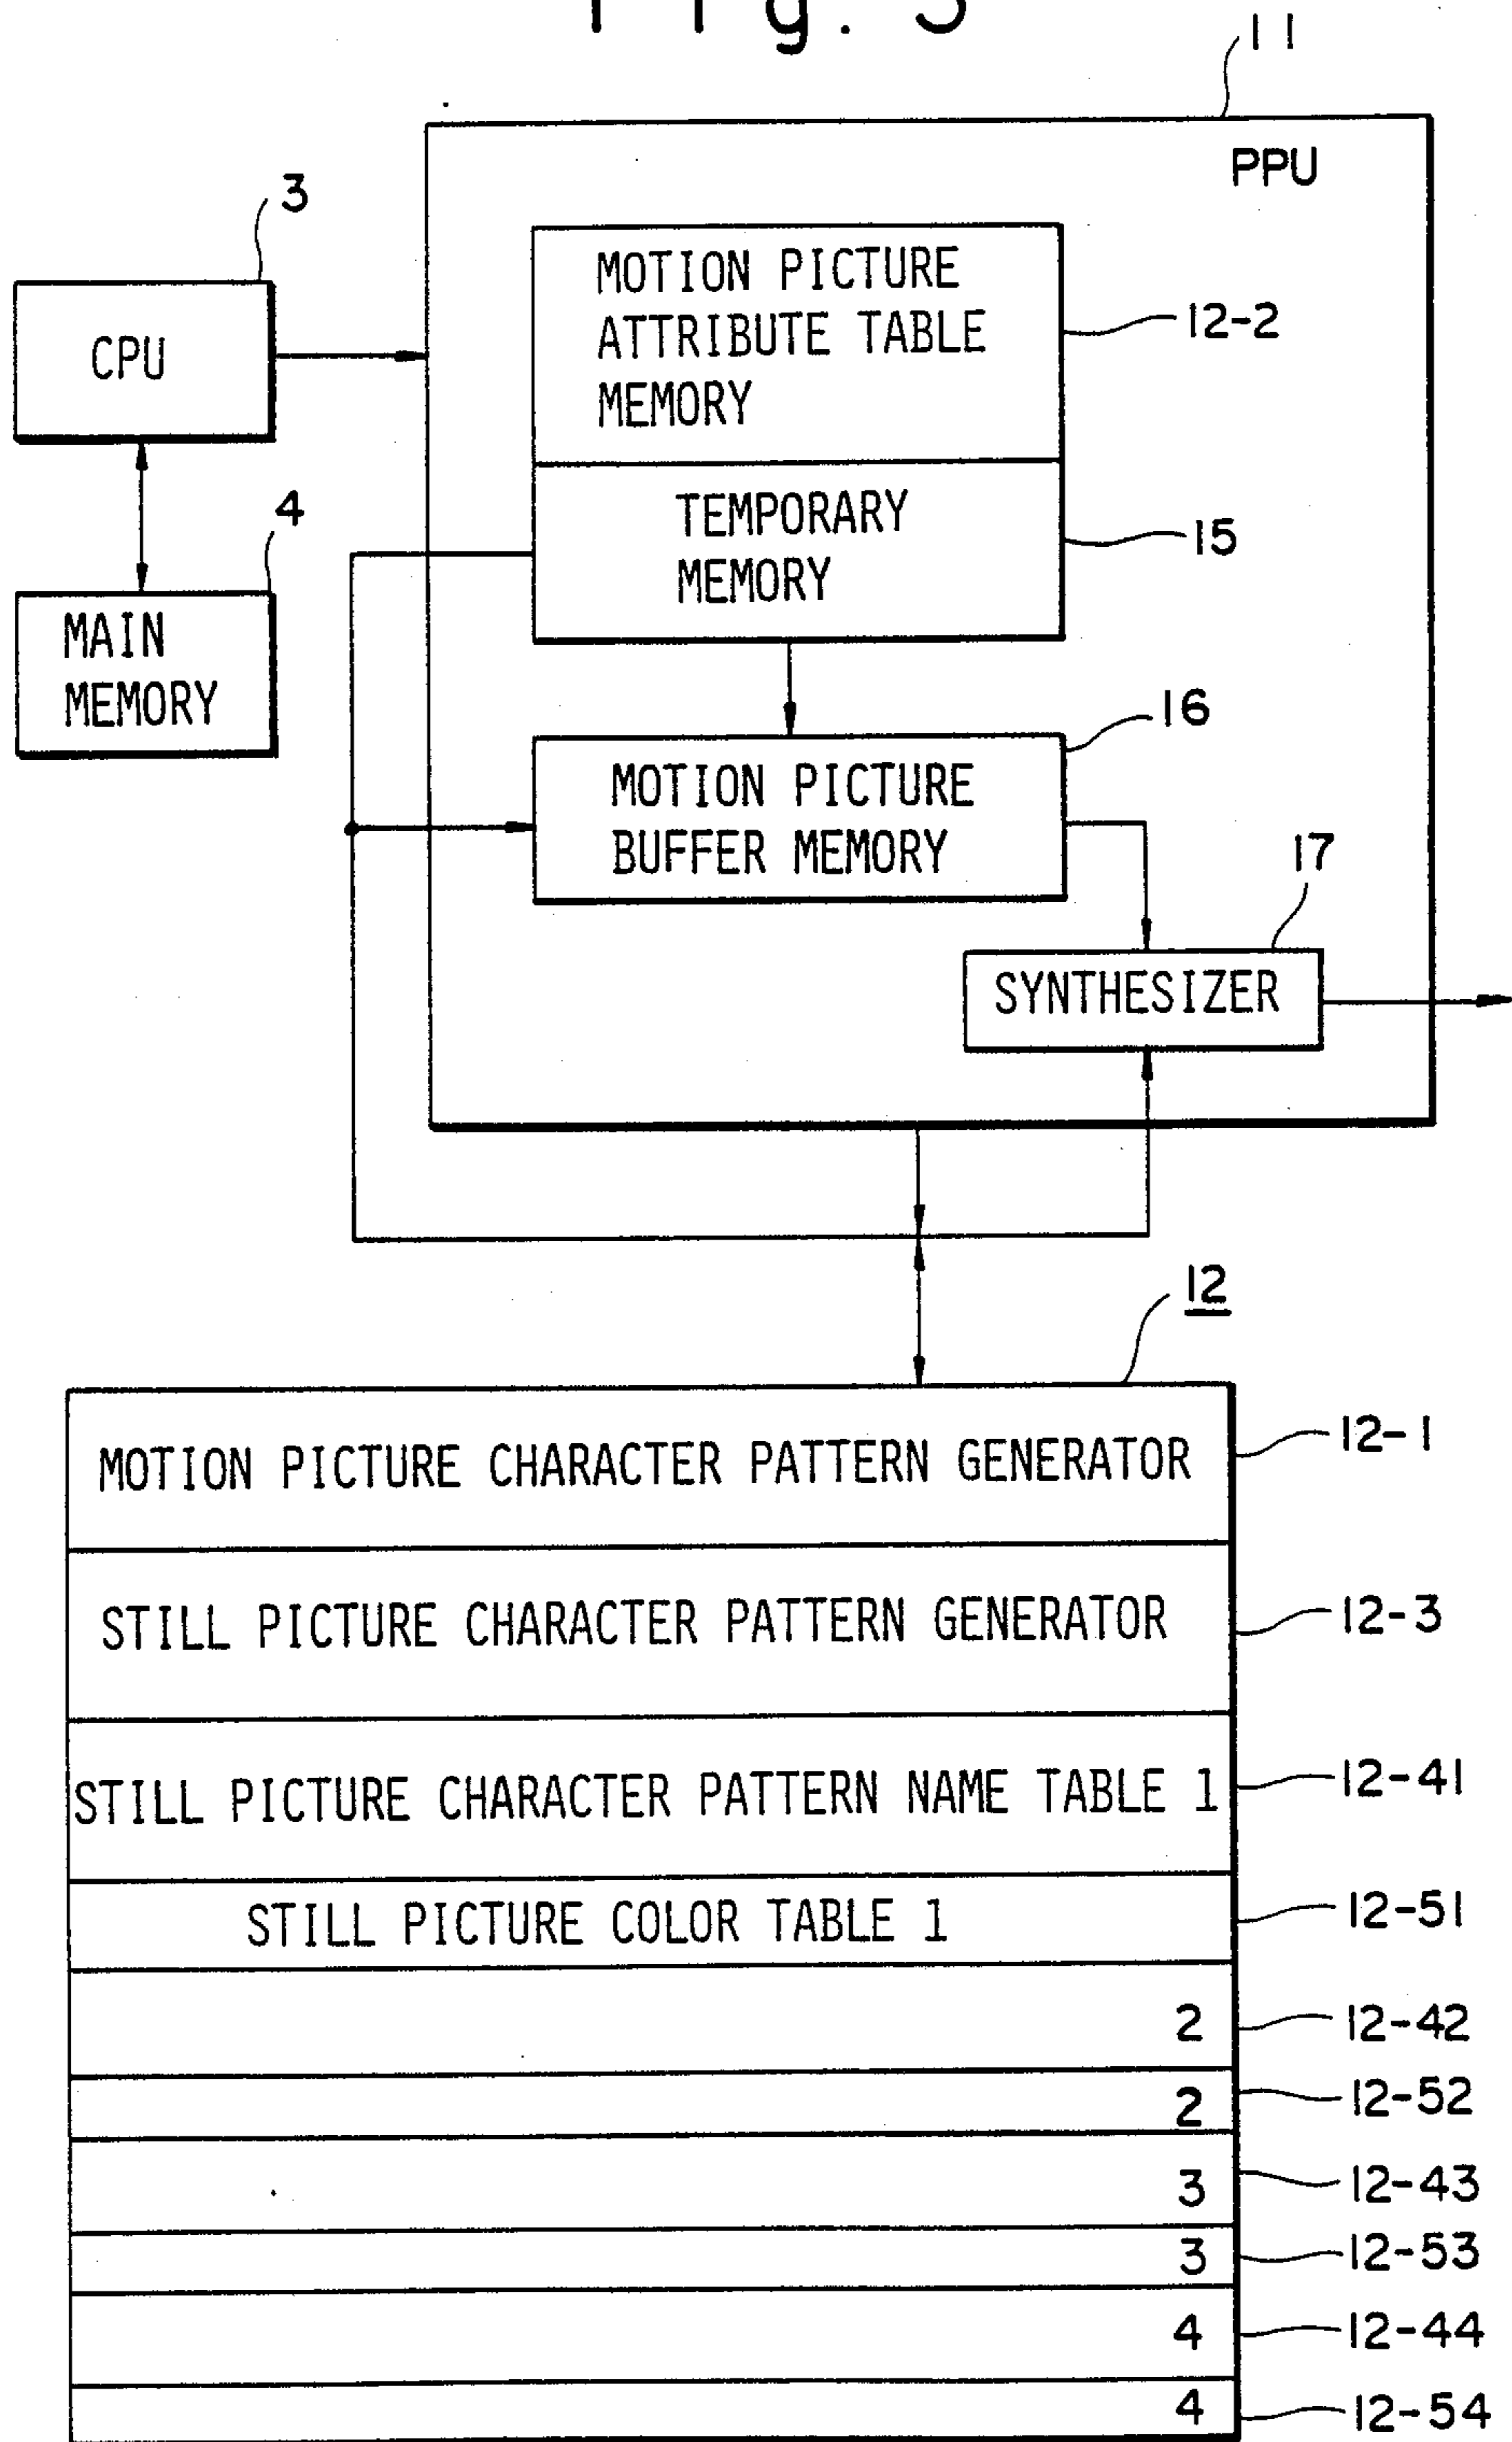 Fig. 3
11
PPU
3
CPU
MOTION PICTURE
ATTRIBUTE TABLE
MEMORY
12-2
4
MAIN
MEMORY
TEMPORARY
MEMORY
15
16
MOTION PICTURE
BUFFER MEMORY
17
SYNTHESIZER
12
MOTION PICTURE CHARACTER PATTERN GENERATOR
12-1
STILL PICTURE CHARACTER PATTERN GENERATOR
12-3
STILL PICTURE CHARACTER PATTERN NAME TABLE 1
12-41
STILL PICTURE COLOR TABLE 1
12-51
2
12-42
2
12-52
3
12-43
3
12-53
4
12-44
4
12-54